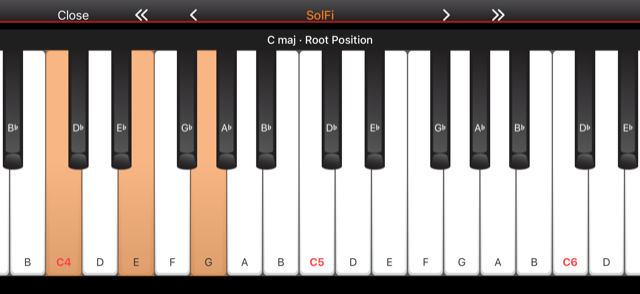 Close << < SolFi > >>
C maj · Root Position
B♭ D♭ E♭ G♭ A♭ B♭ D♭ E♭ G♭ A♭ B♭ D♭ E♭
B C4 D E F G A B C5 D E F G A B C6 D